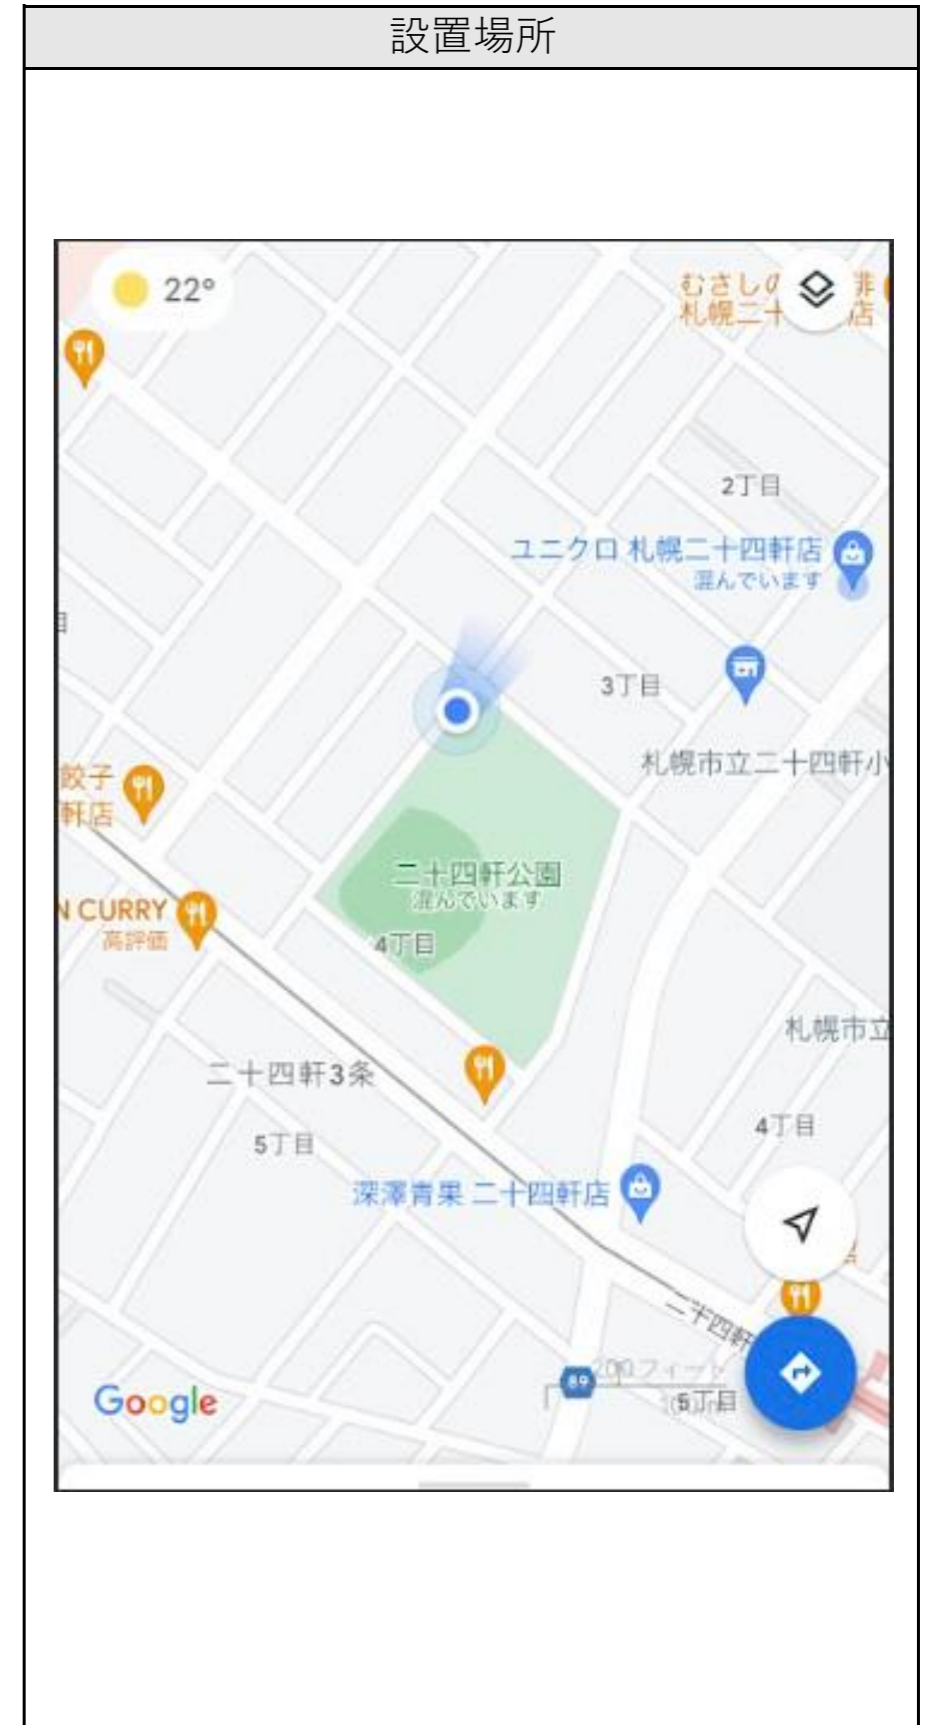 設置場所
22°
むさしの
札幌二十
店
2丁目
ユニクロ 札幌二十四軒店
混んでいます
3丁目
札幌市立二十四軒小
餃子
軒店
二十四軒公園
混んでいます
N CURRY
高評価
4丁目
札幌市立
二十四軒3条
4丁目
5丁目
深澤青果 二十四軒店
二十四軒
200フィート
89
5丁目
Google